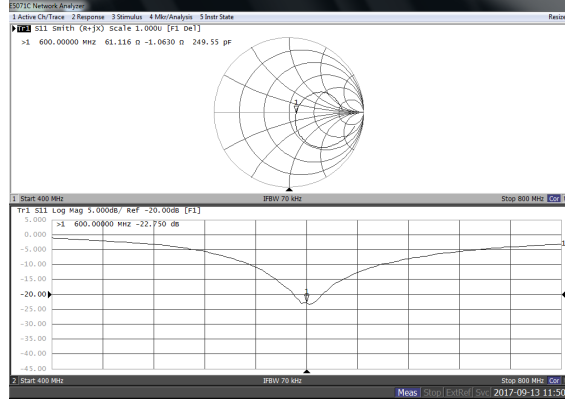 E5071C Network Analyzer
1 Active Ch/Trace 2 Response 3 Stimulus 4 Mkr/Analysis 5 Instr State
Resize
Tr1 S11 Smith (R+jX) Scale 1.000U [F1 Del]
>1 600.00000 MHz 61.116 Ω -1.0630 Ω 249.55 pF
1
1 Start 400 MHz IFBW 70 kHz Stop 800 MHz Cor
Tr1 S11 Log Mag 5.000dB/ Ref -20.00dB [F1]
5.000
>1 600.00000 MHz -22.750 dB
0.000
-5.000
-10.00
-15.00
-20.00
-25.00
-30.00
-35.00
-40.00
-45.00
1
1
2 Start 400 MHz IFBW 70 kHz Stop 800 MHz Cor
Meas Stop ExtRef Svc 2017-09-13 11:50